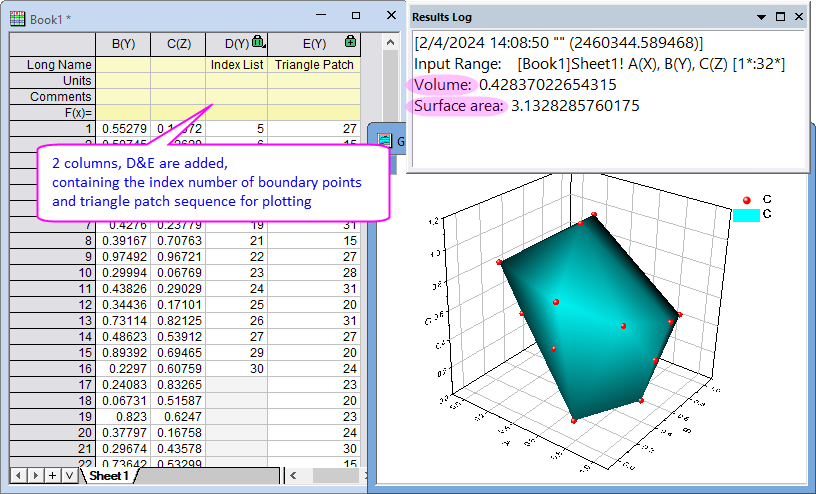 Book1 *
B(Y) C(Z) D(Y) E(Y)
Long Name Index List Triangle Patch
Units
Comments
F(x)=
1 0.55279 5 27
2 columns, D&E are added,
containing the index number of boundary points
and triangle patch sequence for plotting
7 0.4276 0.23779 19 31
8 0.39167 0.70763 21 15
9 0.97492 0.96721 22 27
10 0.29994 0.06769 23 28
11 0.43826 0.29029 24 31
12 0.34436 0.17101 25 20
13 0.73114 0.82125 26 31
14 0.48623 0.53912 27 27
15 0.89392 0.69465 29 20
16 0.2297 0.60759 30 24
17 0.24083 0.83265 23
18 0.06731 0.51587 20
19 0.823 0.6247 23
20 0.37797 0.16758 24
21 0.29674 0.43578 30
22 0.73642 0.53299 15
Sheet1
Results Log
[2/4/2024 14:08:50 "" (2460344.589468)]
Input Range: [Book1]Sheet1! A(X), B(Y), C(Z) [1*:32*]
Volume: 0.42837022654315
Surface area: 3.1328285760175
G
C
C
1.2
1.0
0.8